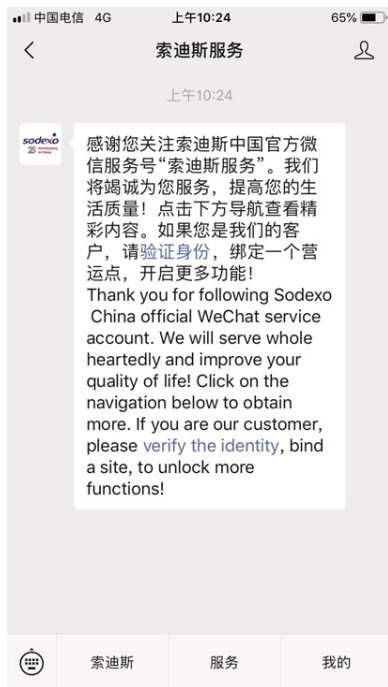 中国电信 4G 上午10:24 65%
索迪斯服务
上午10:24
sodexo
感谢您关注索迪斯中国官方微
信服务号“索迪斯服务”。我们
将竭诚为您服务，提高您的生
活质量！点击下方导航查看精
彩内容。如果您是我们的客
户，请验证身份，绑定一个营
运点，开启更多功能！
Thank you for following Sodexo
China official WeChat service
account. We will serve whole
heartedly and improve your
quality of life! Click on the
navigation below to obtain
more. If you are our customer,
please verify the identity, bind
a site, to unlock more
functions!
索迪斯 服务 我的